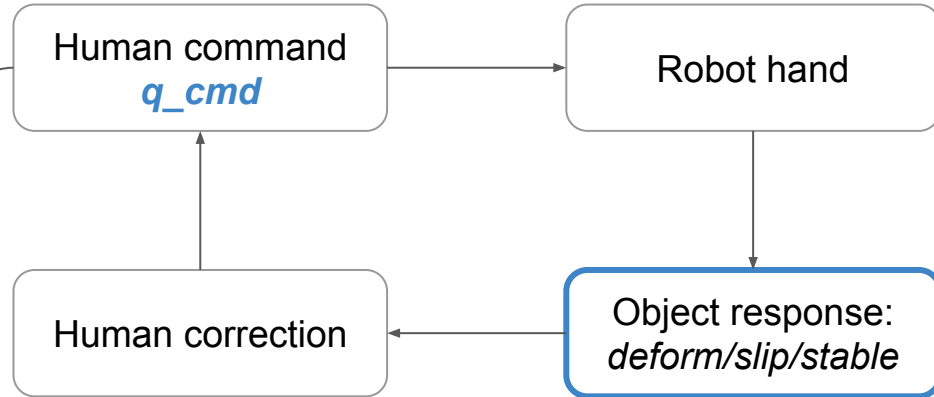 Human command
q_cmd
Robot hand
Human correction
Object response:
deform/slip/stable